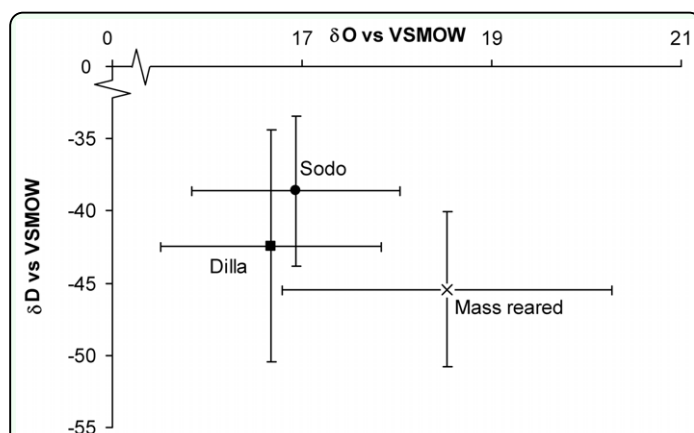 0 17 δO vs VSMOW 19 21
0
-35
Sodo
-40
δD vs VSMOW
Dilla
-45
Mass reared
-50
-55